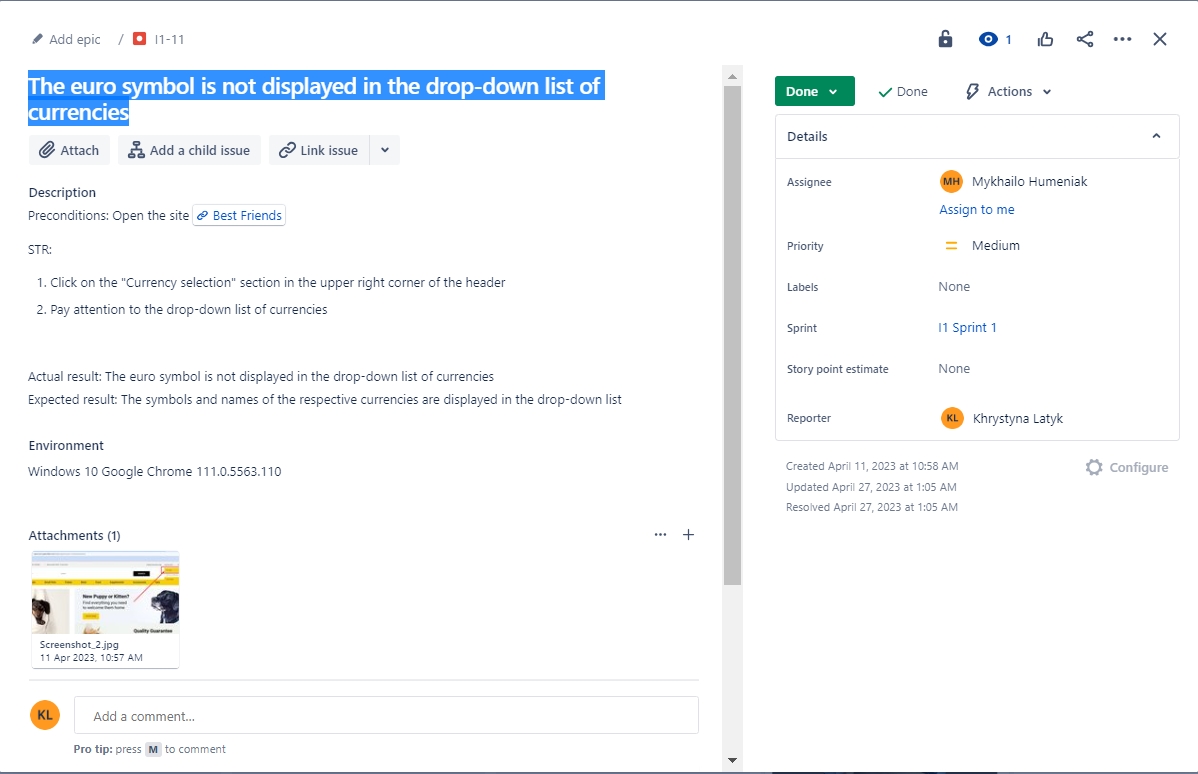 Add epic / I1-11
1
The euro symbol is not displayed in the drop-down list of
currencies
Attach Add a child issue Link issue
Description
Preconditions: Open the site Best Friends
STR:
1. Click on the "Currency selection" section in the upper right corner of the header
2. Pay attention to the drop-down list of currencies
Actual result: The euro symbol is not displayed in the drop-down list of currencies
Expected result: The symbols and names of the respective currencies are displayed in the drop-down list
Environment
Windows 10 Google Chrome 111.0.5563.110
Attachments (1)
New Puppy or Kitten?
Find everything you need
to welcome them home
Quality Guarantee
Screenshot_2.jpg
11 Apr 2023, 10:57 AM
KL Add a comment...
Pro tip: press M to comment
Done Done Actions
Details
Assignee MH Mykhailo Humeniak
Assign to me
Priority Medium
Labels None
Sprint I1 Sprint 1
Story point estimate None
Reporter KL Khrystyna Latyk
Created April 11, 2023 at 10:58 AM
Configure
Updated April 27, 2023 at 1:05 AM
Resolved April 27, 2023 at 1:05 AM